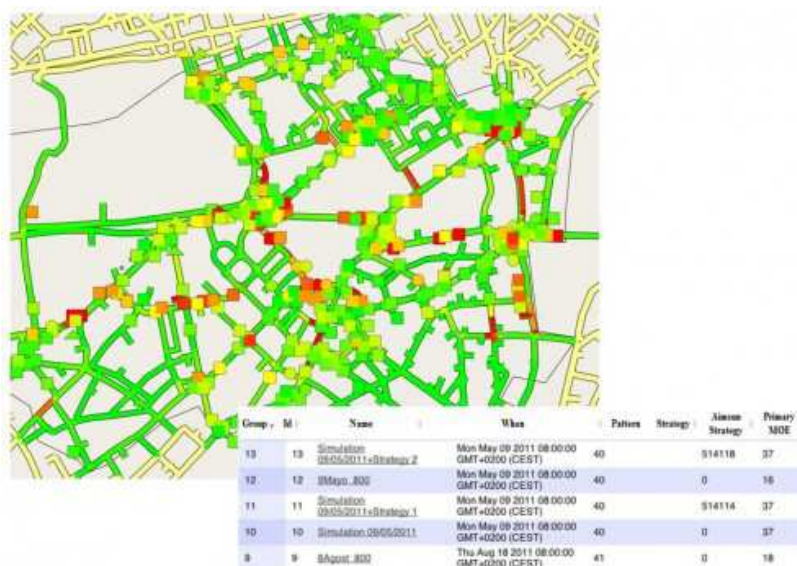 Group Id Name When Pattern Strategy Aimsun Strategy Primary MOE
13 13 Simulation 09/05/2011+Strategy 2 Mon May 09 2011 08:00:00 GMT+0200 (CEST) 40 514118 37
12 12 9Mayo_800 Mon May 09 2011 08:00:00 GMT+0200 (CEST) 40 0 16
11 11 Simulation 09/05/2011+Strategy 1 Mon May 09 2011 08:00:00 GMT+0200 (CEST) 40 514114 37
10 10 Simulation 09/05/2011 Mon May 09 2011 08:00:00 GMT+0200 (CEST) 40 0 37
9 9 8Agost_800 Thu Aug 18 2011 08:00:00 GMT+0200 (CEST) 41 0 18